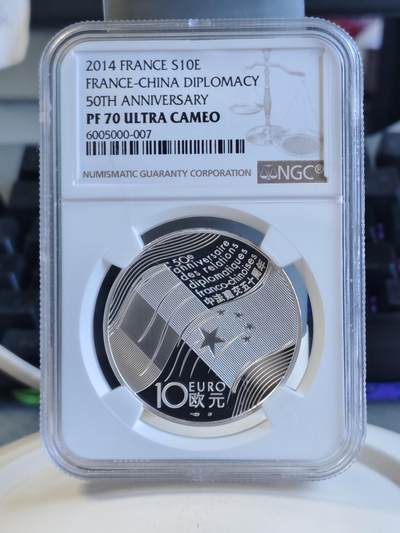 2014 FRANCE S10E
FRANCE-CHINA DIPLOMACY
50TH ANNIVERSARY
PF 70 ULTRA CAMEO
6005000-007
NUMISMATIC GUARANTY CORPORATION
NGC®
50e
anniversaire
des relations
diplomatiques
franco-chinoises
中法建交五十周年
10 EURO
欧元